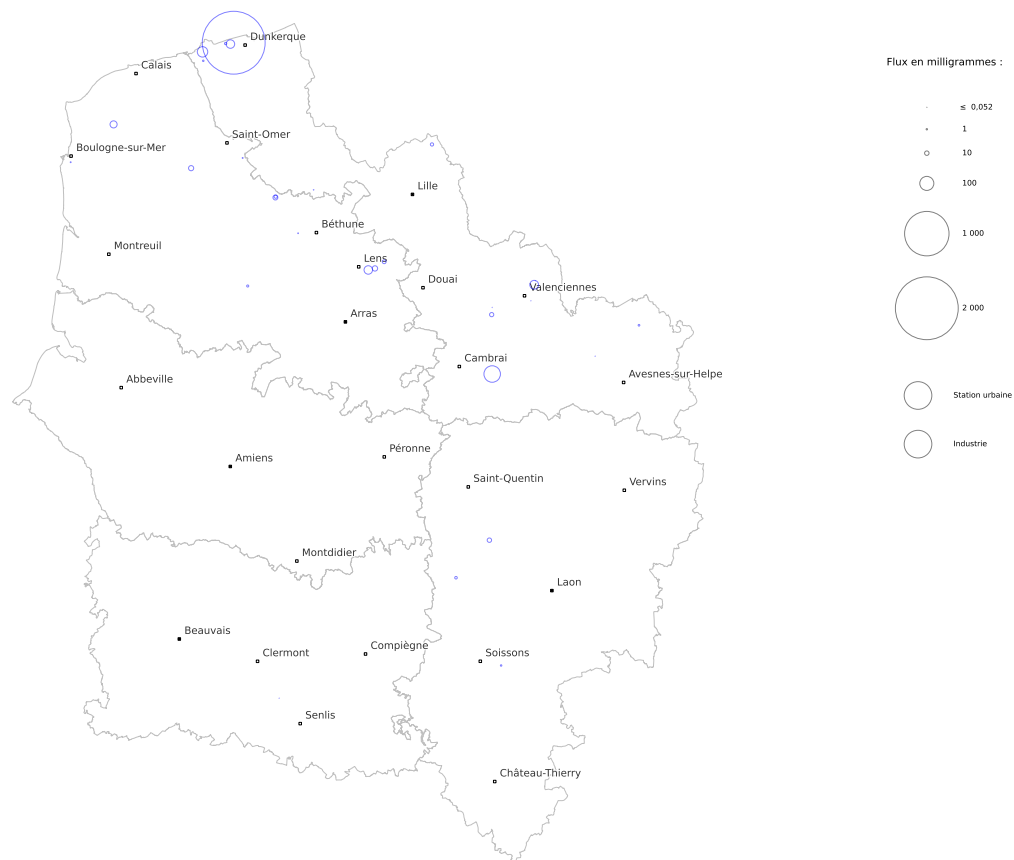 Dunkerque
Flux en milligrammes :
Calais
≤ 0,052
1
Saint-Omer
Boulogne-sur-Mer
10
100
Lille
Béthune
1 000
Montreuil
Lens
Douai
Valenciennes
2 000
Arras
Cambrai
Avesnes-sur-Helpe
Abbeville
Station urbaine
Industrie
Péronne
Amiens
Saint-Quentin
Vervins
Montdidier
Laon
Beauvais
Compiègne
Clermont
Soissons
Senlis
Château-Thierry